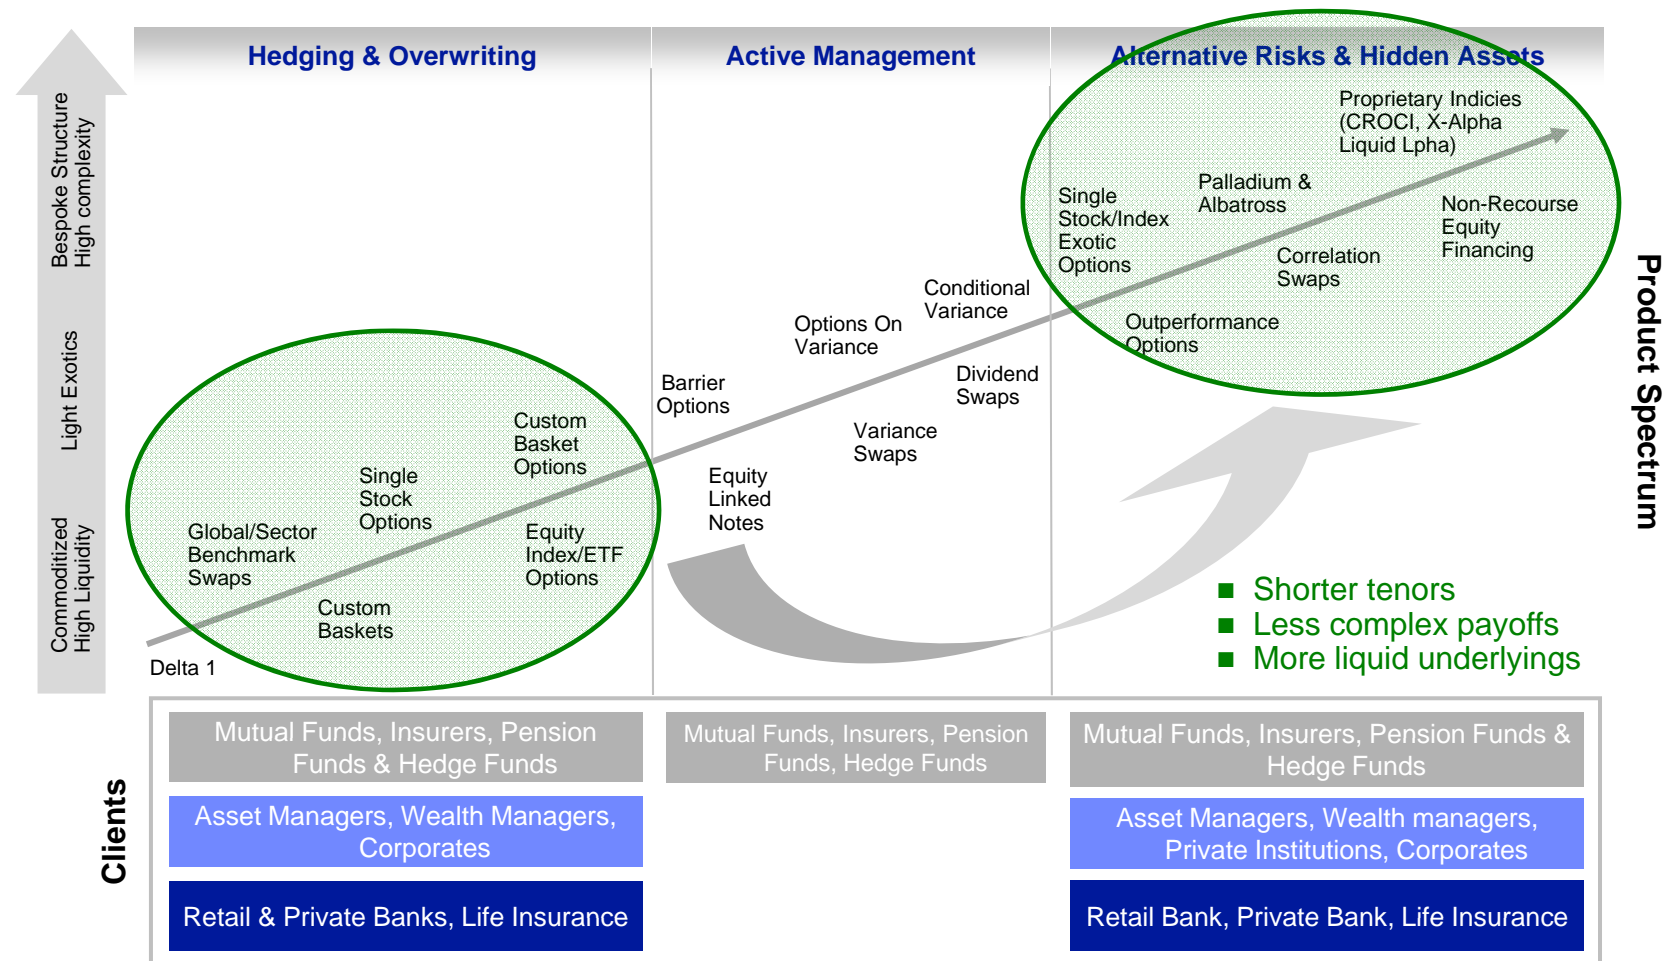 Hedging & Overwriting
Active Management
Alternative Risks & Hidden Assets
Bespoke Structure
High complexity
Light Exotics
Commoditized
High Liquidity
Product Spectrum
Proprietary Indicies
(CROCI, X-Alpha
Liquid Lpha)
Palladium &
Albatross
Single
Stock/Index
Exotic
Options
Non-Recourse
Equity
Financing
Correlation
Swaps
Outperformance
Options
Conditional
Variance
Options On
Variance
Dividend
Swaps
Barrier
Options
Variance
Swaps
Equity
Linked
Notes
Custom
Basket
Options
Single
Stock
Options
Global/Sector
Benchmark
Swaps
Equity
Index/ETF
Options
Custom
Baskets
Delta 1
■ Shorter tenors
■ Less complex payoffs
■ More liquid underlyings
Clients
Mutual Funds, Insurers, Pension
Funds & Hedge Funds
Asset Managers, Wealth Managers,
Corporates
Retail & Private Banks, Life Insurance
Mutual Funds, Insurers, Pension
Funds, Hedge Funds
Mutual Funds, Insurers, Pension Funds &
Hedge Funds
Asset Managers, Wealth managers,
Private Institutions, Corporates
Retail Bank, Private Bank, Life Insurance